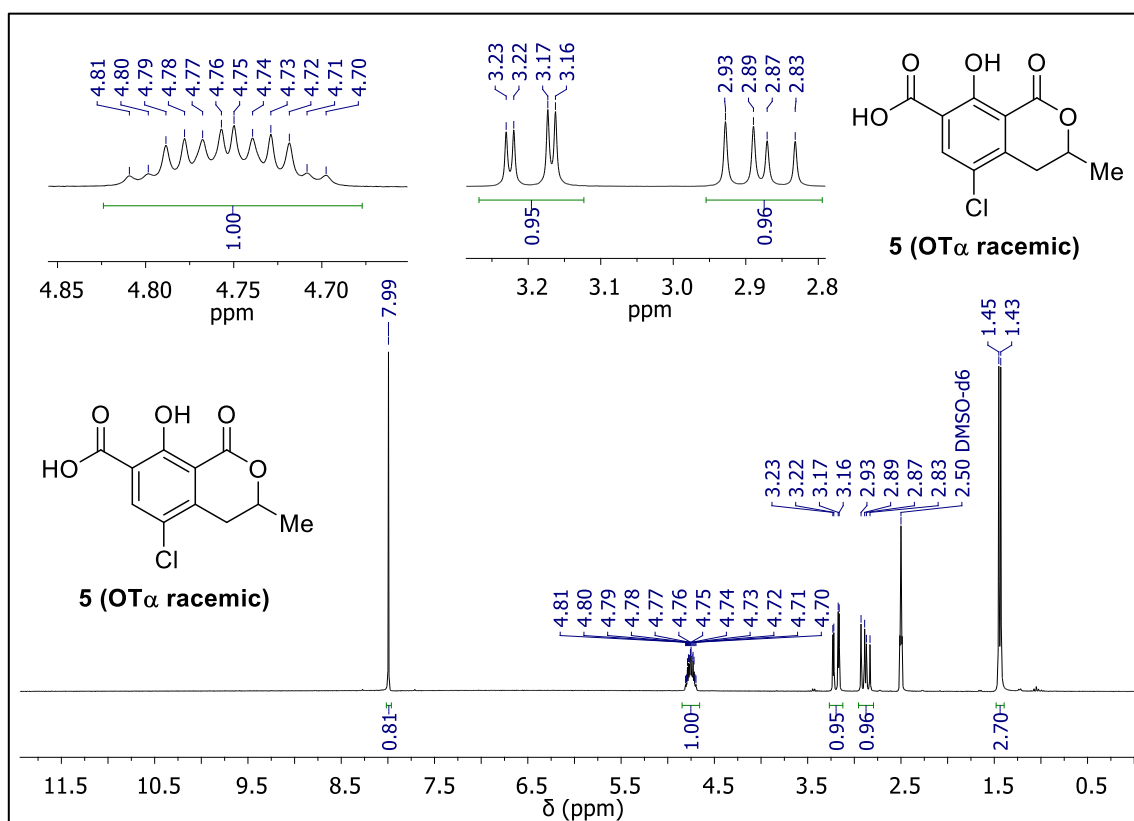 4.81 4.80 4.79 4.78 4.77 4.76 4.75 4.74 4.73 4.72 4.71 4.70
1.00
4.85 4.80 4.75 4.70
ppm
3.23 3.22 3.17 3.16 2.93 2.89 2.87 2.83
0.95 0.96
3.2 3.1 3.0 2.9 2.8
ppm
O OH O
HO O
Me
Cl
5 (OTα racemic)
7.99
1.45 1.43
O OH O
HO O
Me
Cl
5 (OTα racemic)
4.81 4.80 4.79 4.78 4.77 4.76 4.75 4.74 4.73 4.72 4.71 4.70
3.23 3.22 3.17 3.16 2.93 2.89 2.87 2.83 2.50 DMSO-d6
0.81 1.00 0.95 0.96 2.70
11.5 10.5 9.5 8.5 7.5 6.5 5.5 4.5 3.5 2.5 1.5 0.5
δ (ppm)